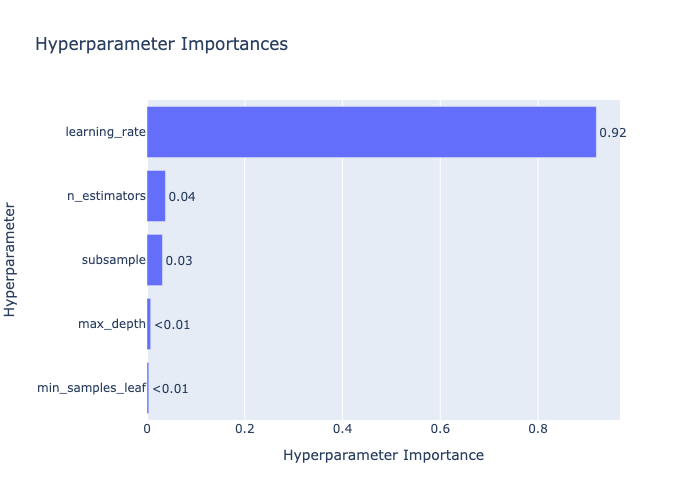 Hyperparameter Importances
learning_rate 0.92
n_estimators 0.04
subsample 0.03
max_depth <0.01
min_samples_leaf <0.01
0 0.2 0.4 0.6 0.8
Hyperparameter Importance
Hyperparameter